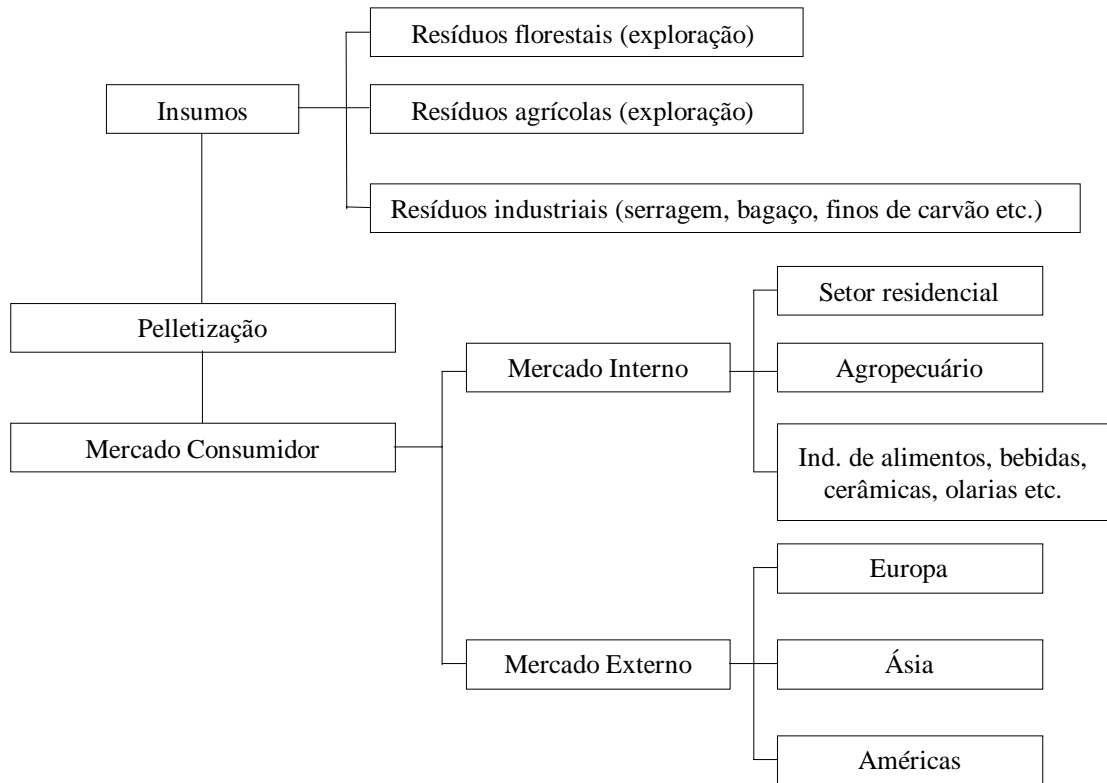 Resíduos florestais (exploração)
Insumos
Resíduos agrícolas (exploração)
Resíduos industriais (serragem, bagaço, finos de carvão etc.)
Setor residencial
Pelletização
Mercado Interno
Agropecuário
Mercado Consumidor
Ind. de alimentos, bebidas,
cerâmicas, olarias etc.
Europa
Mercado Externo
Ásia
Américas